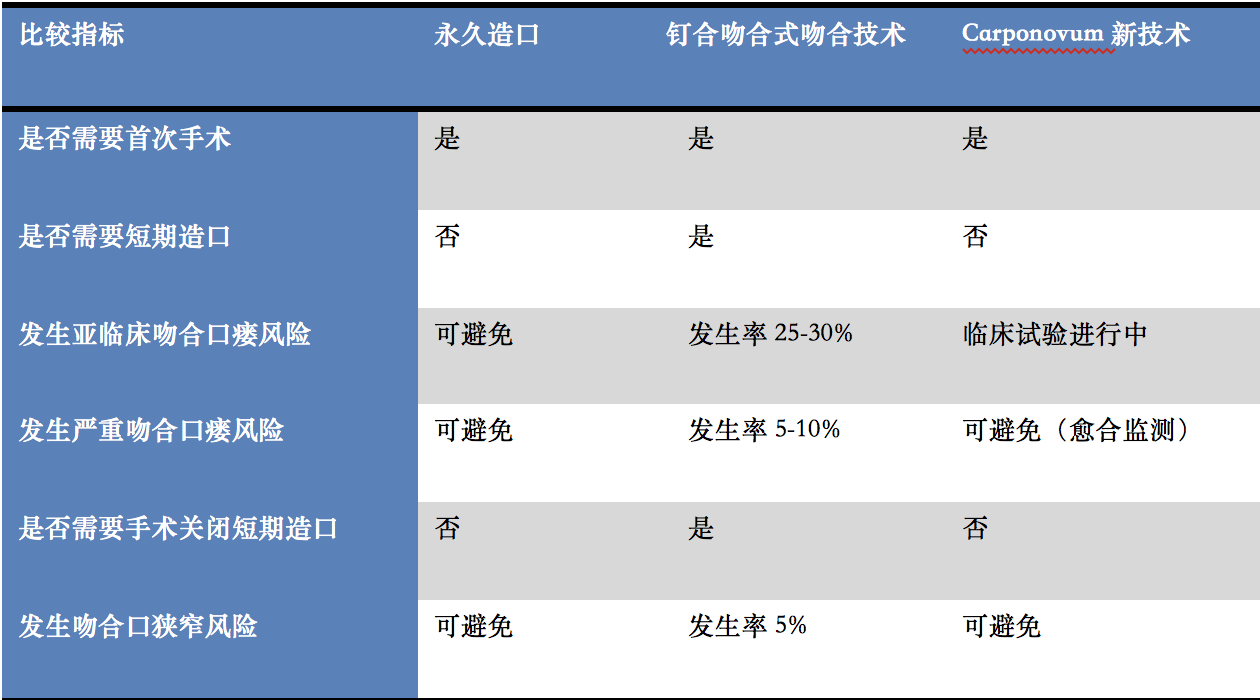 比较指标 永久造口 钉合吻合式吻合技术 Carponovum 新技术
是否需要首次手术 是 是 是
是否需要短期造口 否 是 否
发生亚临床吻合口瘘风险 可避免 发生率 25-30% 临床试验进行中
发生严重吻合口瘘风险 可避免 发生率 5-10% 可避免（愈合监测）
是否需要手术关闭短期造口 否 是 否
发生吻合口狭窄风险 可避免 发生率 5% 可避免